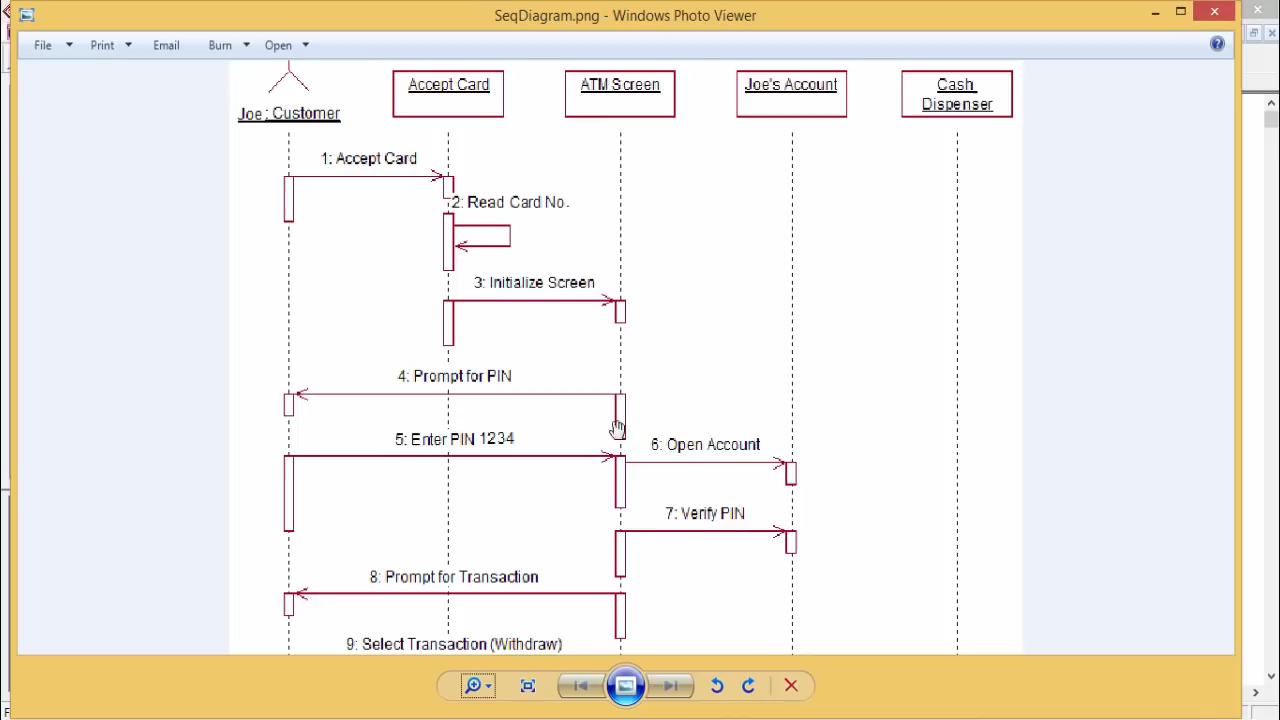 SeqDiagram.png - Windows Photo Viewer
File Print Email Burn Open
Accept Card
ATM Screen
Joe's Account
Cash
Dispenser
Joe : Customer
1: Accept Card
2: Read Card No.
3: Initialize Screen
4: Prompt for PIN
5: Enter PIN 1234
6: Open Account
7: Verify PIN
8: Prompt for Transaction
9: Select Transaction (Withdraw)